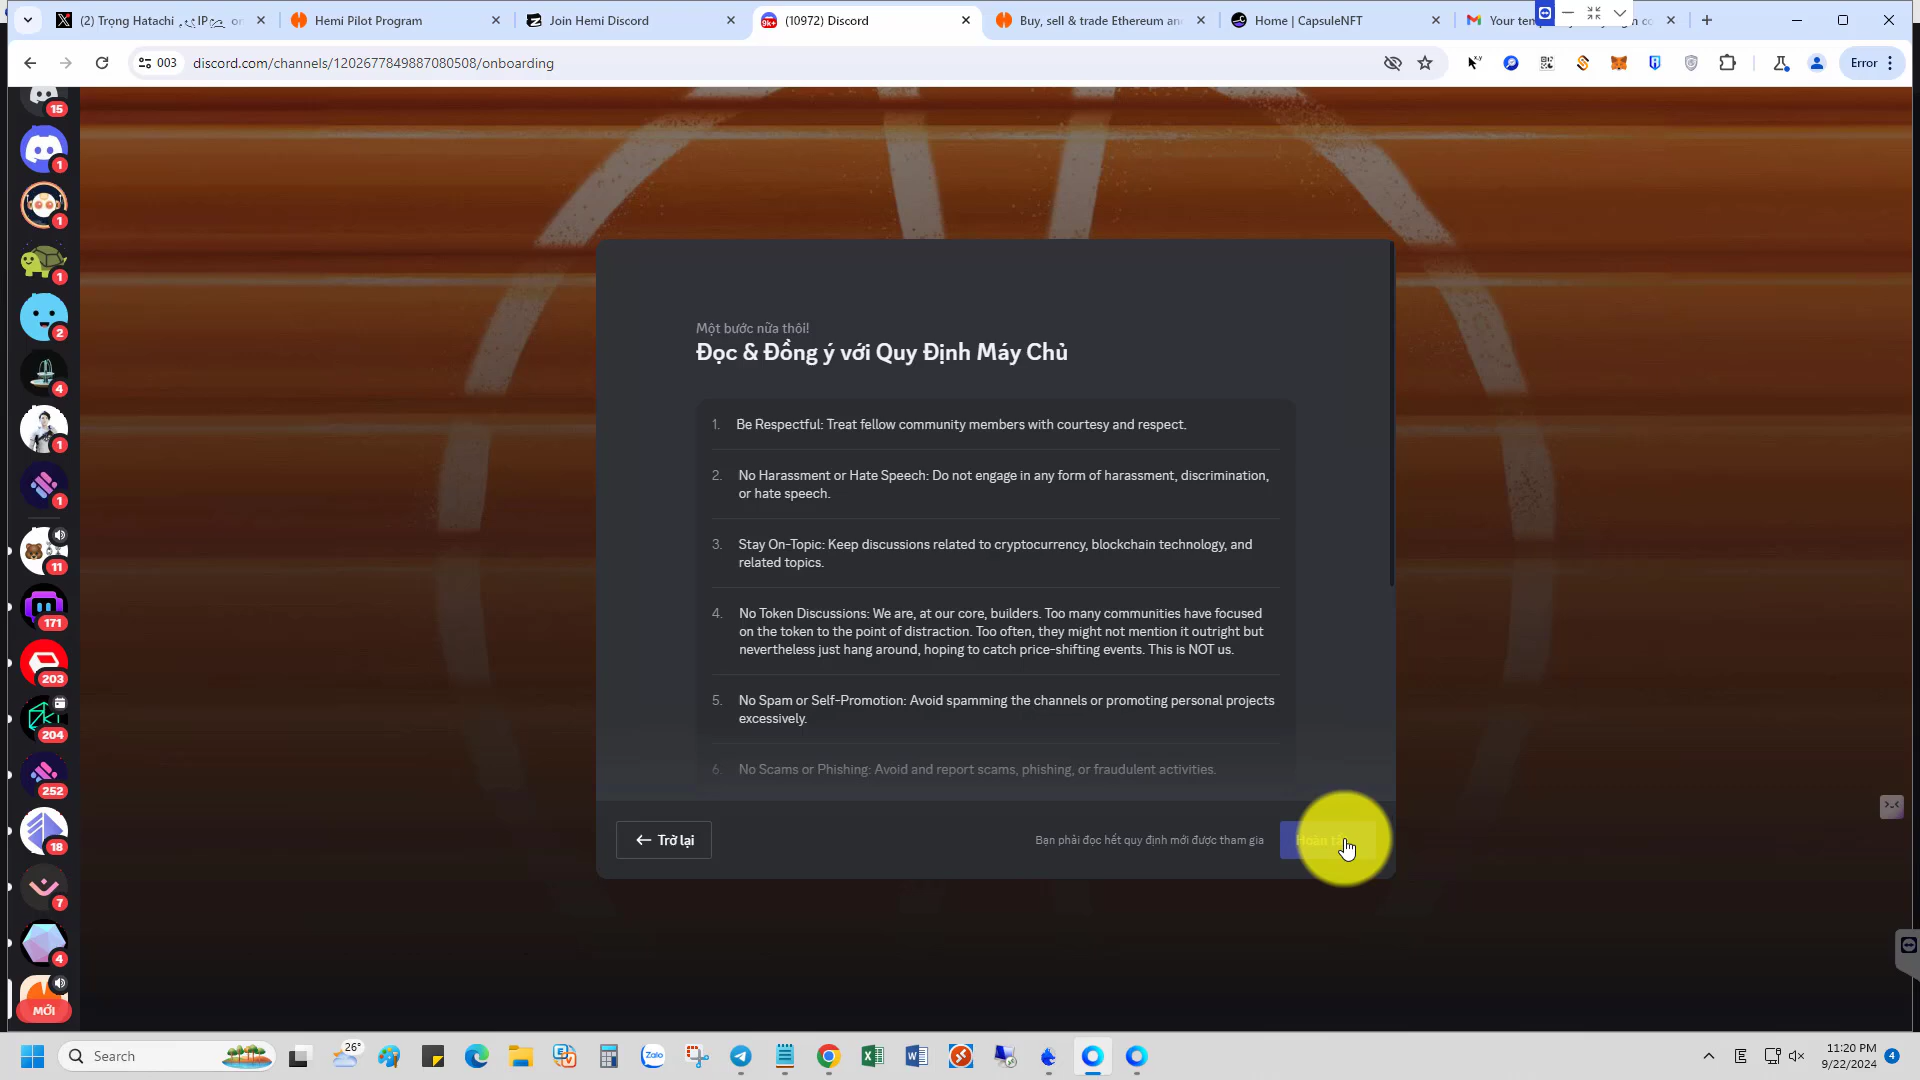 (2) Trọng Hatachi
Hemi Pilot Program
Join Hemi Discord
(10972) Discord
Buy, sell & trade Ethereum an
Home | CapsuleNFT
003
discord.com/channels/1202677849887080508/onboarding
Error
15
1
1
1
2
4
1
1
11
171
203
204
252
18
7
4
MỚI
Một bước nữa thôi!
Đọc & Đồng ý với Quy Định Máy Chủ
1. Be Respectful: Treat fellow community members with courtesy and respect.
2. No Harassment or Hate Speech: Do not engage in any form of harassment, discrimination,
or hate speech.
3. Stay On-Topic: Keep discussions related to cryptocurrency, blockchain technology, and
related topics.
4. No Token Discussions: We are, at our core, builders. Too many communities have focused
on the token to the point of distraction. Too often, they might not mention it outright but
nevertheless just hang around, hoping to catch price-shifting events. This is NOT us.
5. No Spam or Self-Promotion: Avoid spamming the channels or promoting personal projects
excessively.
6. No Scams or Phishing: Avoid and report scams, phishing, or fraudulent activities.
Trở lại
Bạn phải đọc hết quy định mới được tham gia
Search
26°
Zalo
11:20 PM
9/22/2024
4